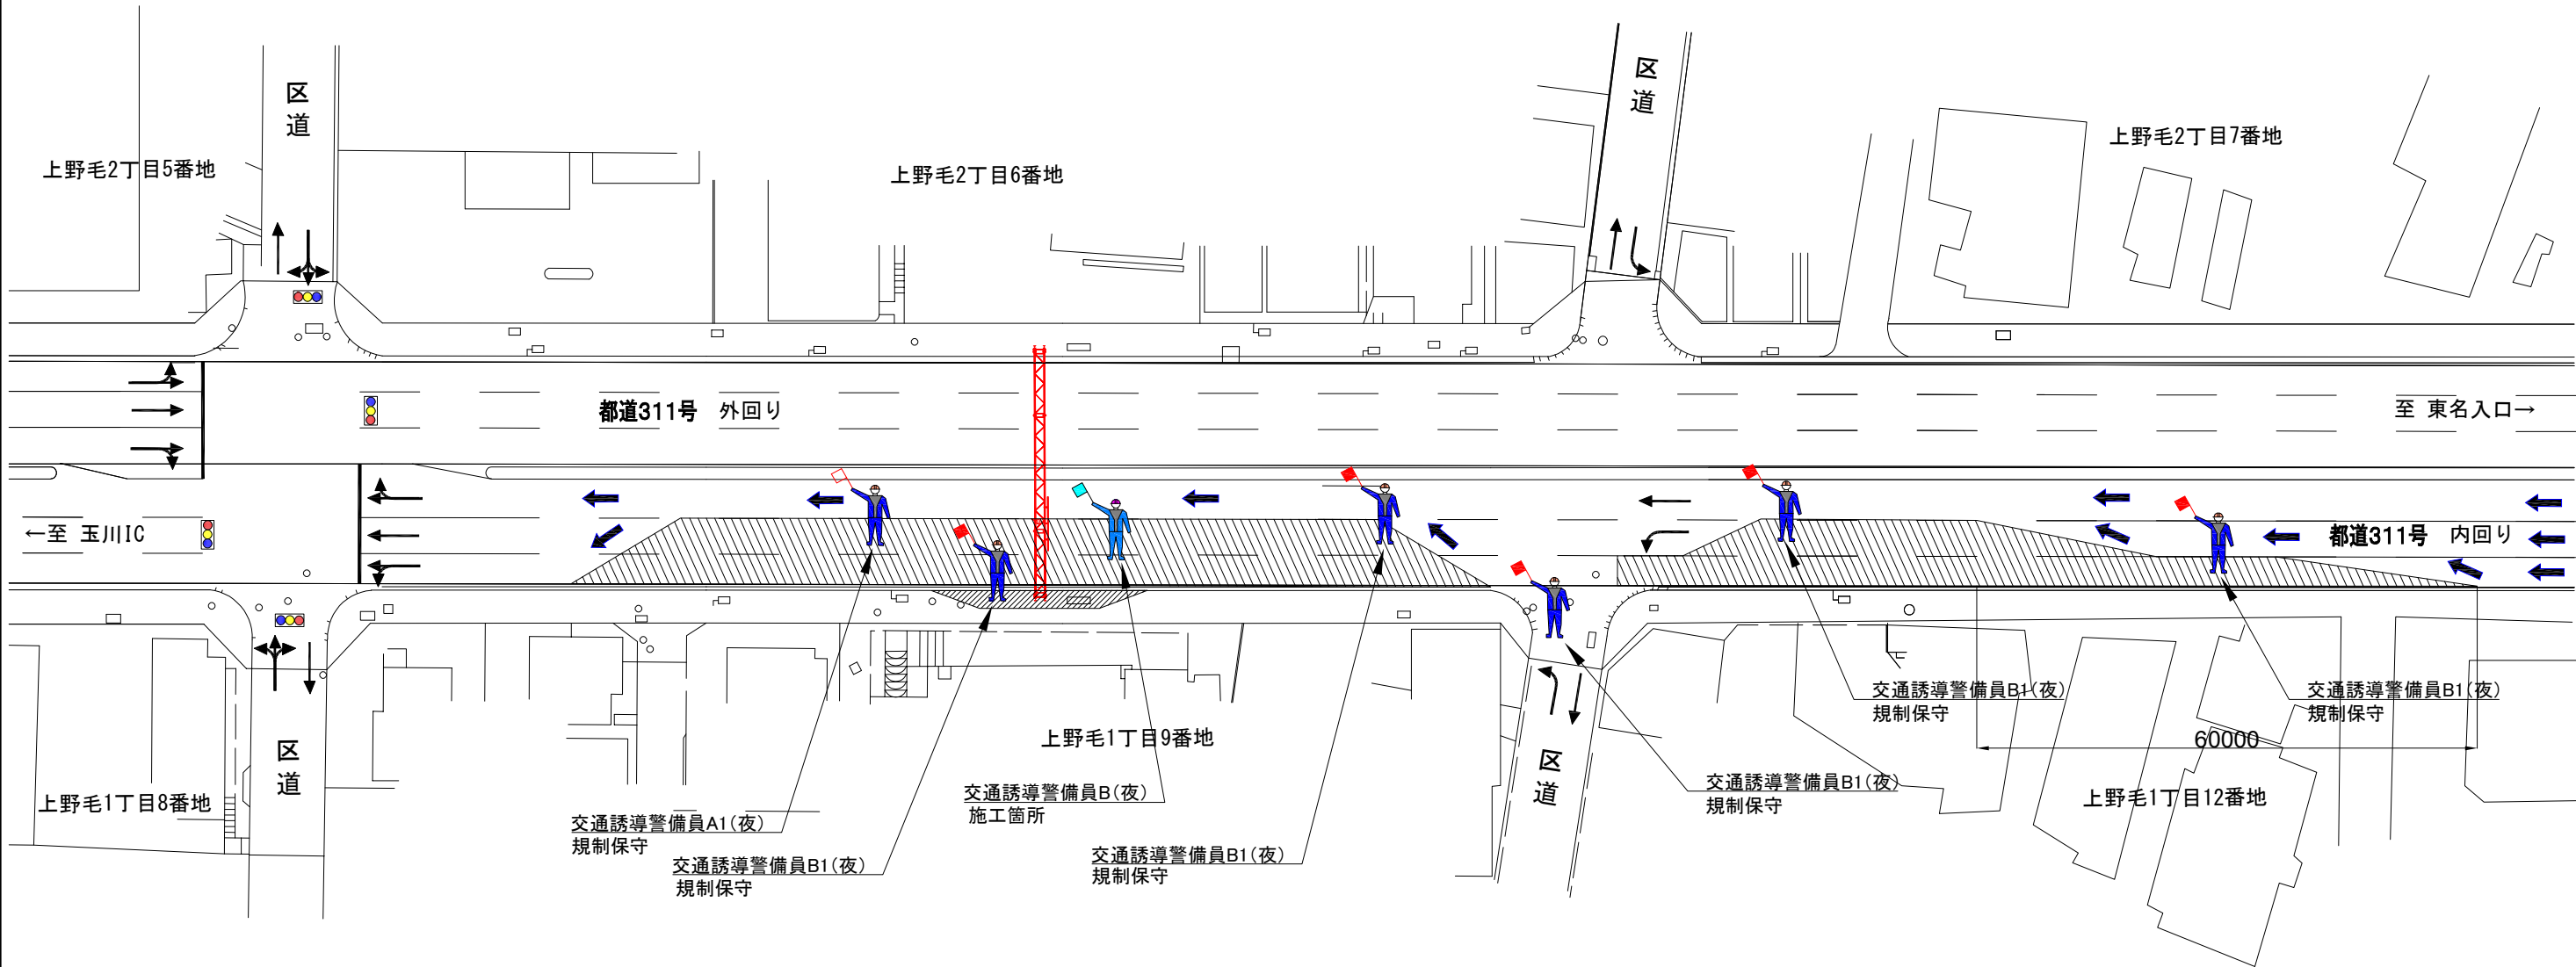 区
道
区
道
上野毛2丁目5番地
上野毛2丁目6番地
上野毛2丁目7番地
都道311号 外回り
至 東名入口→
←至 玉川IC
都道311号 内回り
交通誘導警備員B1(夜)
規制保守
交通誘導警備員B1(夜)
規制保守
60000
上野毛1丁目9番地
区
道
区
道
上野毛1丁目8番地
交通誘導警備員B(夜)
施工箇所
交通誘導警備員B1(夜)
規制保守
上野毛1丁目12番地
交通誘導警備員A1(夜)
規制保守
交通誘導警備員B1(夜)
規制保守
交通誘導警備員B1(夜)
規制保守